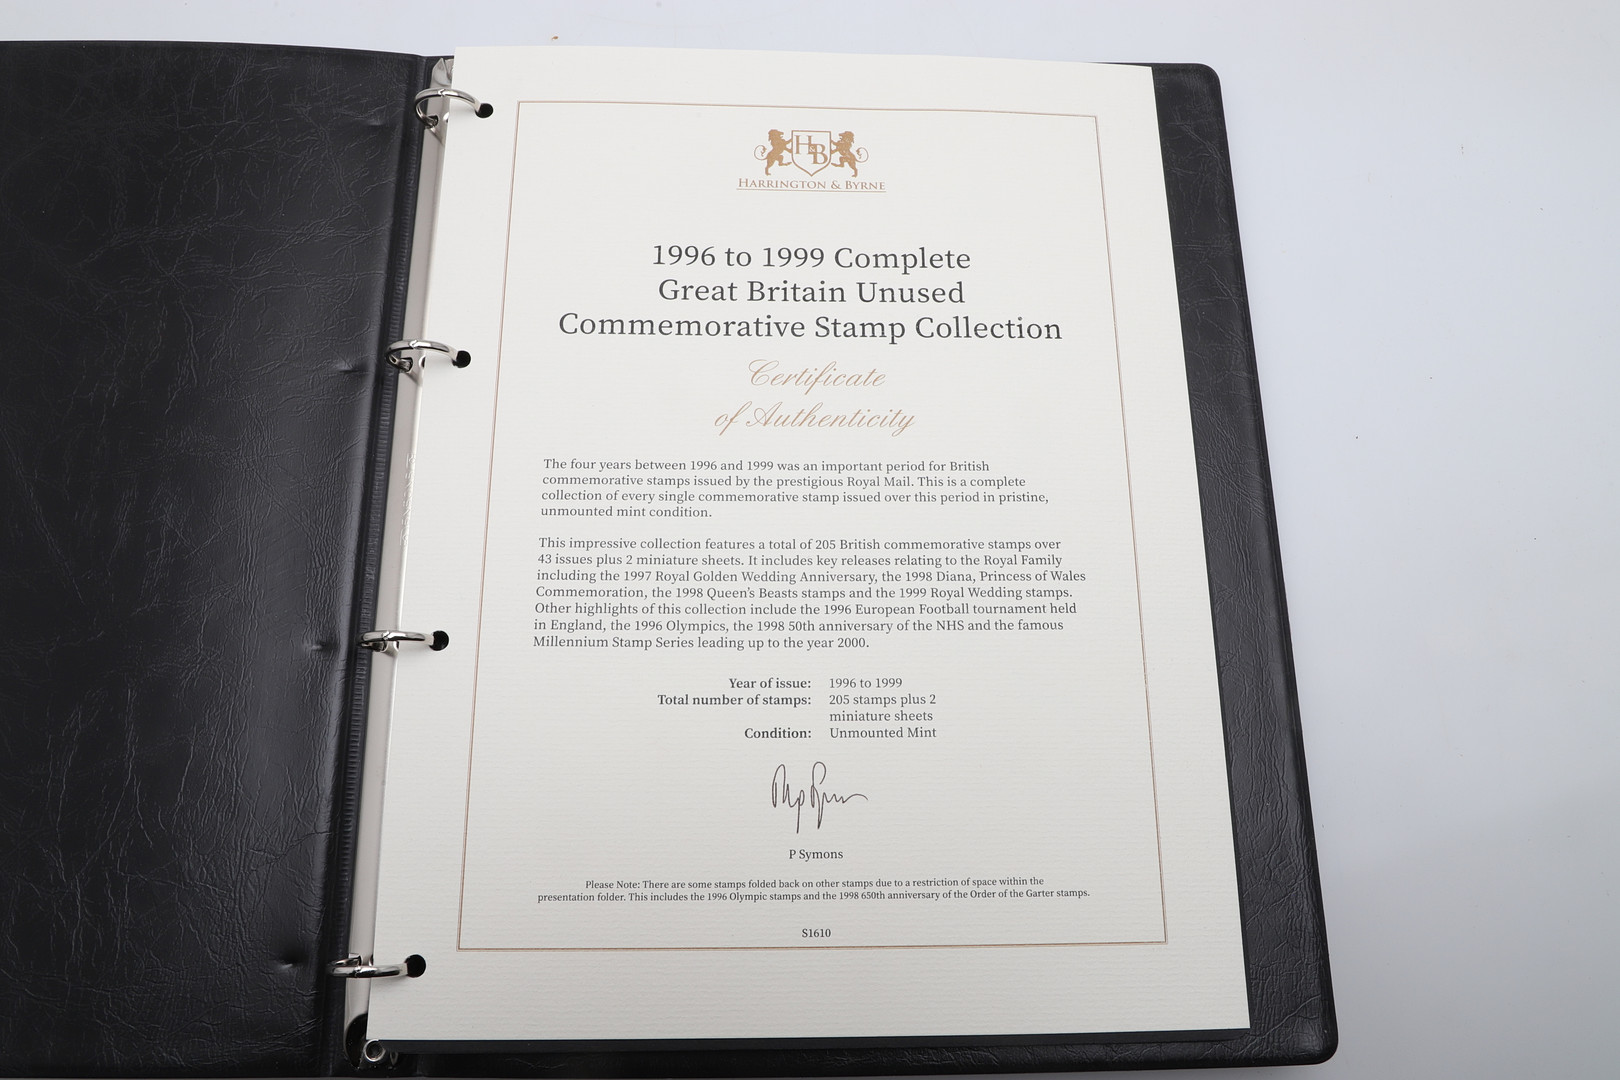 HB
HARRINGTON & BYRNE
1996 to 1999 Complete
Great Britain Unused
Commemorative Stamp Collection
Certificate
of Authenticity
The four years between 1996 and 1999 was an important period for British
commemorative stamps issued by the prestigious Royal Mail. This is a complete
collection of every single commemorative stamp issued over this period in pristine,
unmounted mint condition.
This impressive collection features a total of 205 British commemorative stamps over
43 issues plus 2 miniature sheets. It includes key releases relating to the Royal Family
including the 1997 Royal Golden Wedding Anniversary, the 1998 Diana, Princess of Wales
Commemoration, the 1998 Queen's Beasts stamps and the 1999 Royal Wedding stamps.
Other highlights of this collection include the 1996 European Football tournament held
in England, the 1996 Olympics, the 1998 50th anniversary of the NHS and the famous
Millennium Stamp Series leading up to the year 2000.
Year of issue: 1996 to 1999
Total number of stamps: 205 stamps plus 2
miniature sheets
Condition: Unmounted Mint
P Symons
Please Note: There are some stamps folded back on other stamps due to a restriction of space within the
presentation folder. This includes the 1996 Olympic stamps and the 1998 650th anniversary of the Order of the Garter stamps.
S1610